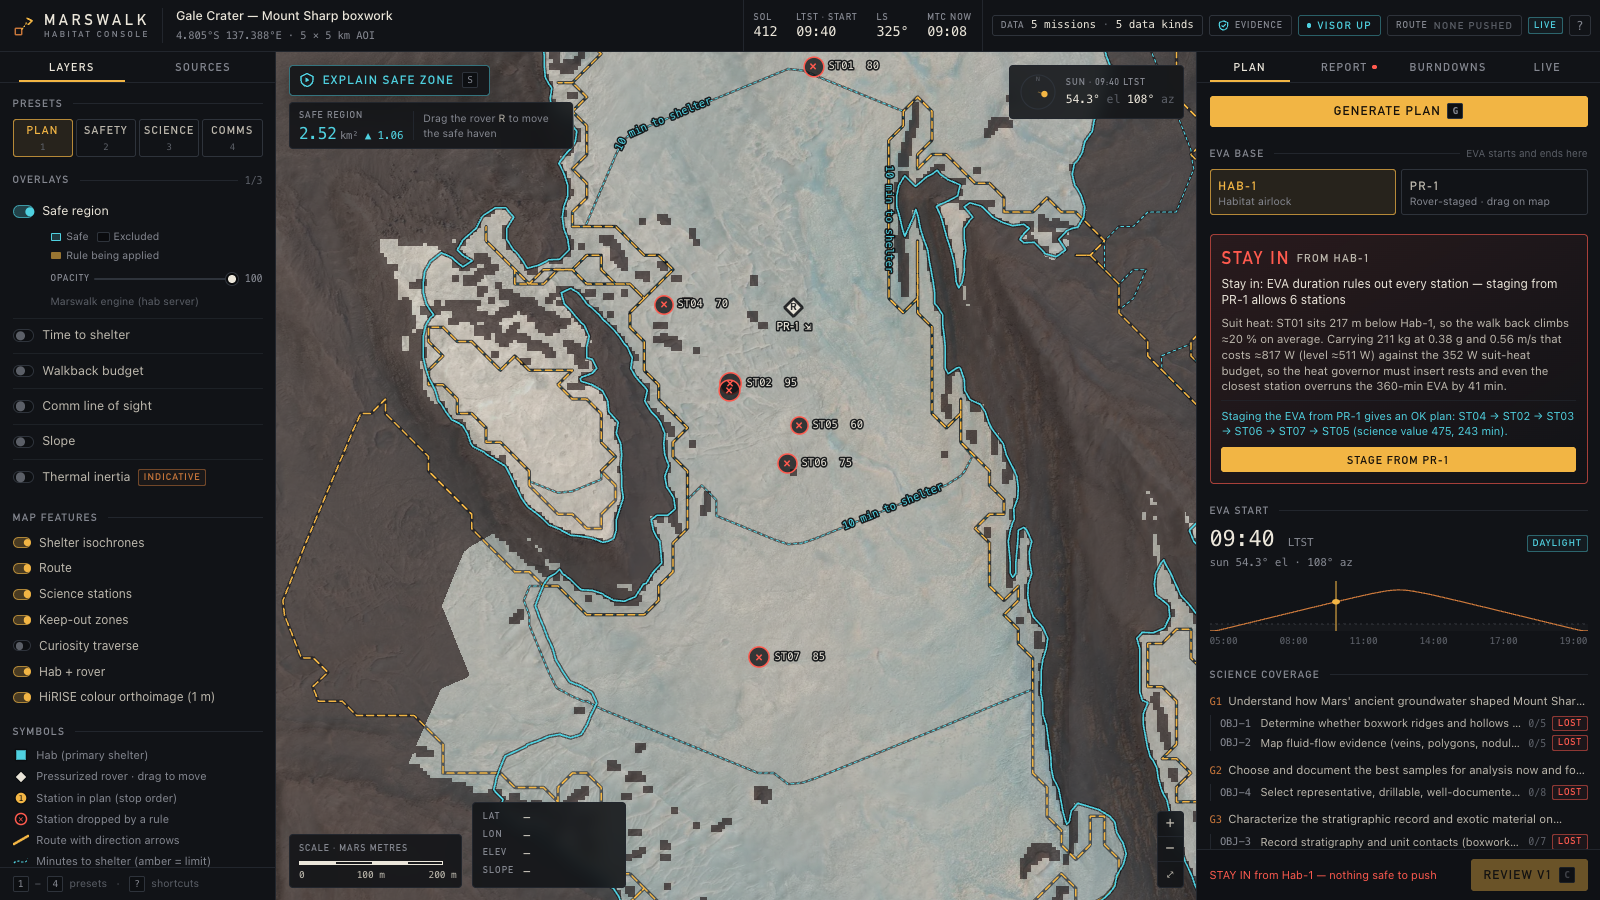 MARSWALK
HABITAT CONSOLE
Gale Crater — Mount Sharp boxwork
4.805°S 137.388°E · 5 × 5 km AOI
SOL
412
LTST · START
09:40
LS
325°
MTC NOW
09:08
DATA 5 missions · 5 data kinds
EVIDENCE
VISOR UP
ROUTE NONE PUSHED
LIVE
?
LAYERS
SOURCES
PRESETS
PLAN
1
SAFETY
2
SCIENCE
3
COMMS
4
OVERLAYS
1/3
Safe region
Safe
Excluded
Rule being applied
OPACITY
100
Marswalk engine (hab server)
Time to shelter
Walkback budget
Comm line of sight
Slope
Thermal inertia
INDICATIVE
MAP FEATURES
Shelter isochrones
Route
Science stations
Keep-out zones
Curiosity traverse
Hab + rover
HiRISE colour orthoimage (1 m)
SYMBOLS
Hab (primary shelter)
Pressurized rover · drag to move
1 Station in plan (stop order)
Station dropped by a rule
Route with direction arrows
Minutes to shelter (amber = limit)
1 – 4 presets · ? shortcuts
EXPLAIN SAFE ZONE S
SAFE REGION
2.52 km² ▲ 1.06
Drag the rover R to move
the safe haven
10 min to shelter
10 min to shelter
10 min to shelter
ST01 80
ST04 70
R
PR-1
ST02 95
ST05 60
ST06 75
ST07 85
N
SUN · 09:40 LTST
54.3° el 108° az
SCALE · MARS METRES
0 100 m 200 m
LAT —
LON —
ELEV —
SLOPE —
+
−
PLAN
REPORT
BURNDOWNS
LIVE
GENERATE PLAN G
EVA BASE
EVA starts and ends here
HAB-1
Habitat airlock
PR-1
Rover-staged · drag on map
STAY IN FROM HAB-1
Stay in: EVA duration rules out every station — staging from
PR-1 allows 6 stations
Suit heat: ST01 sits 217 m below Hab-1, so the walk back climbs
≈20 % on average. Carrying 211 kg at 0.38 g and 0.56 m/s that
costs ≈817 W (level ≈511 W) against the 352 W suit-heat
budget, so the heat governor must insert rests and even the
closest station overruns the 360-min EVA by 41 min.
Staging the EVA from PR-1 gives an OK plan: ST04 → ST02 → ST03
→ ST06 → ST07 → ST05 (science value 475, 243 min).
STAGE FROM PR-1
EVA START
09:40 LTST
DAYLIGHT
sun 54.3° el · 108° az
05:00 08:00 11:00 14:00 17:00 19:00
SCIENCE COVERAGE
G1 Understand how Mars' ancient groundwater shaped Mount Shar...
OBJ-1 Determine whether boxwork ridges and hollows ... 0/5 LOST
OBJ-2 Map fluid-flow evidence (veins, polygons, nodul... 0/5 LOST
G2 Choose and document the best samples for analysis now and fo...
OBJ-4 Select representative, drillable, well-documente... 0/8 LOST
G3 Characterize the stratigraphic record and exotic material on...
OBJ-3 Record stratigraphy and unit contacts (boxwork... 0/7 LOST
STAY IN from Hab-1 — nothing safe to push
REVIEW V1 C